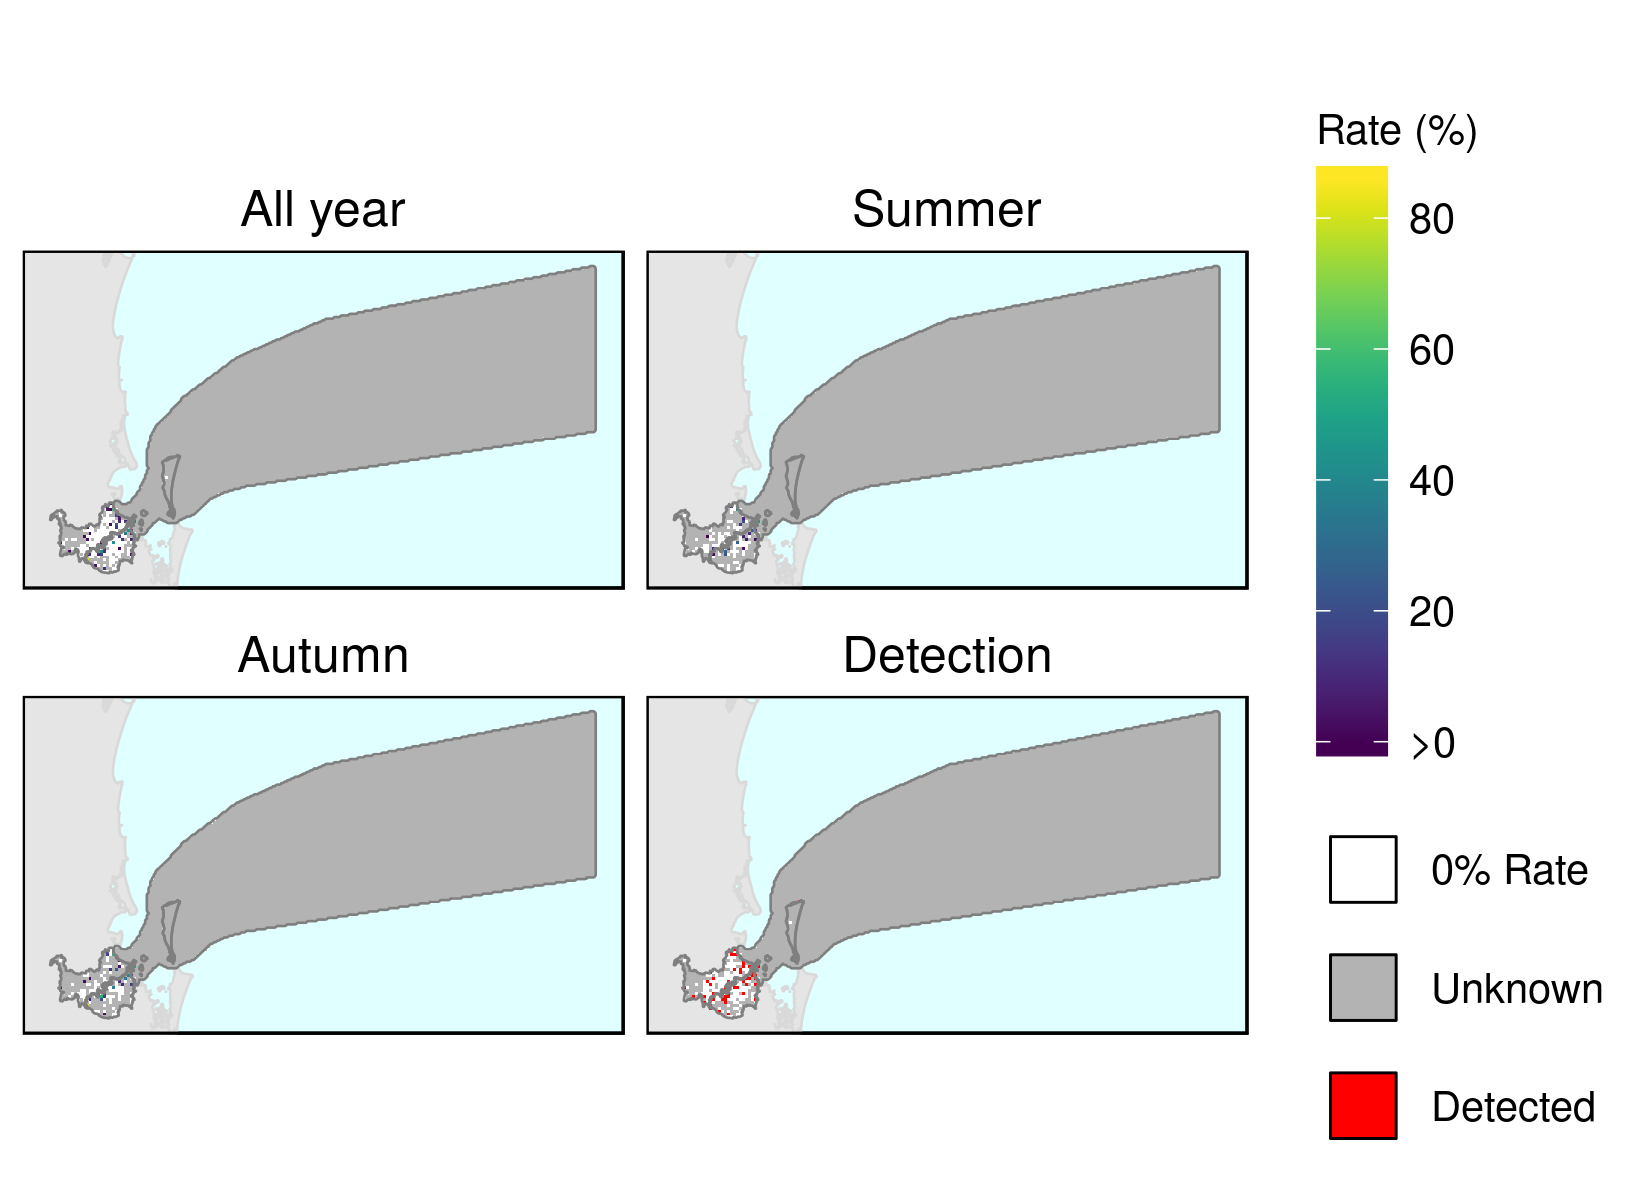 All year
Summer
Autumn
Detection
Rate (%)
80
60
40
20
>0
0% Rate
Unknown
Detected